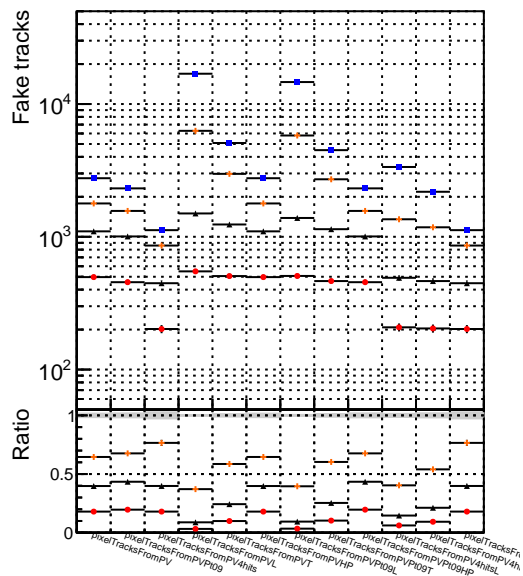 Fake tracks
10^4
10^3
10^2
Ratio
1
0.5
0
pixelTracksFromPV
pixelTracksFromPVPt09
pixelTracksFromPV4hits
pixelTracksFromPVL
pixelTracksFromPVT
pixelTracksFromPVHP
pixelTracksFromPVPt09L
pixelTracksFromPVPt09T
pixelTracksFromPVPt09HP
pixelTracksFromPV4hitsL